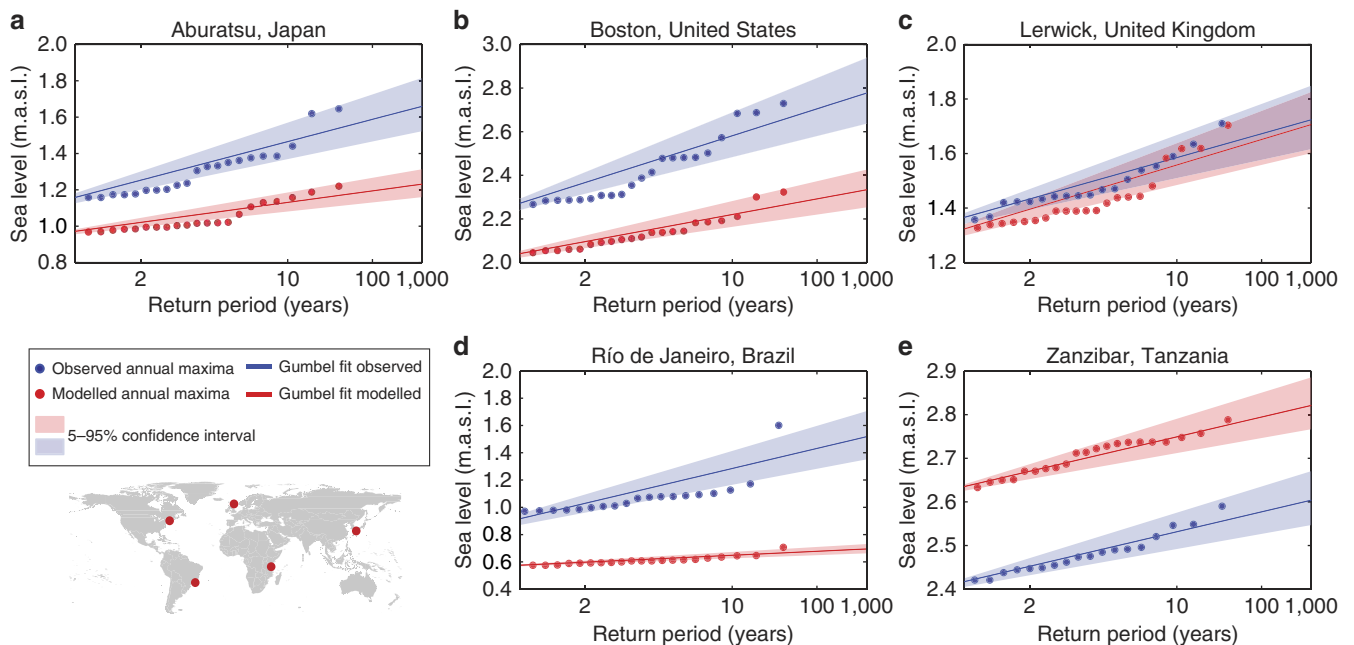 a
Aburatsu, Japan
2.0
1.8
1.6
1.4
1.2
1.0
0.8
Sea level (m.a.s.l.)
2 10 100 1,000
Return period (years)
b
Boston, United States
3.0
2.8
2.6
2.4
2.2
2.0
Sea level (m.a.s.l.)
2 10 100 1,000
Return period (years)
c
Lerwick, United Kingdom
2.0
1.8
1.6
1.4
1.2
Sea level (m.a.s.l.)
2 10 100 1,000
Return period (years)
Observed annual maxima Gumbel fit observed
Modelled annual maxima Gumbel fit modelled
5–95% confidence interval
d
Río de Janeiro, Brazil
2.0
1.8
1.6
1.4
1.2
1.0
0.8
0.6
0.4
Sea level (m.a.s.l.)
2 10 100 1,000
Return period (years)
e
Zanzibar, Tanzania
2.9
2.8
2.7
2.6
2.5
2.4
Sea level (m.a.s.l.)
2 10 100 1,000
Return period (years)